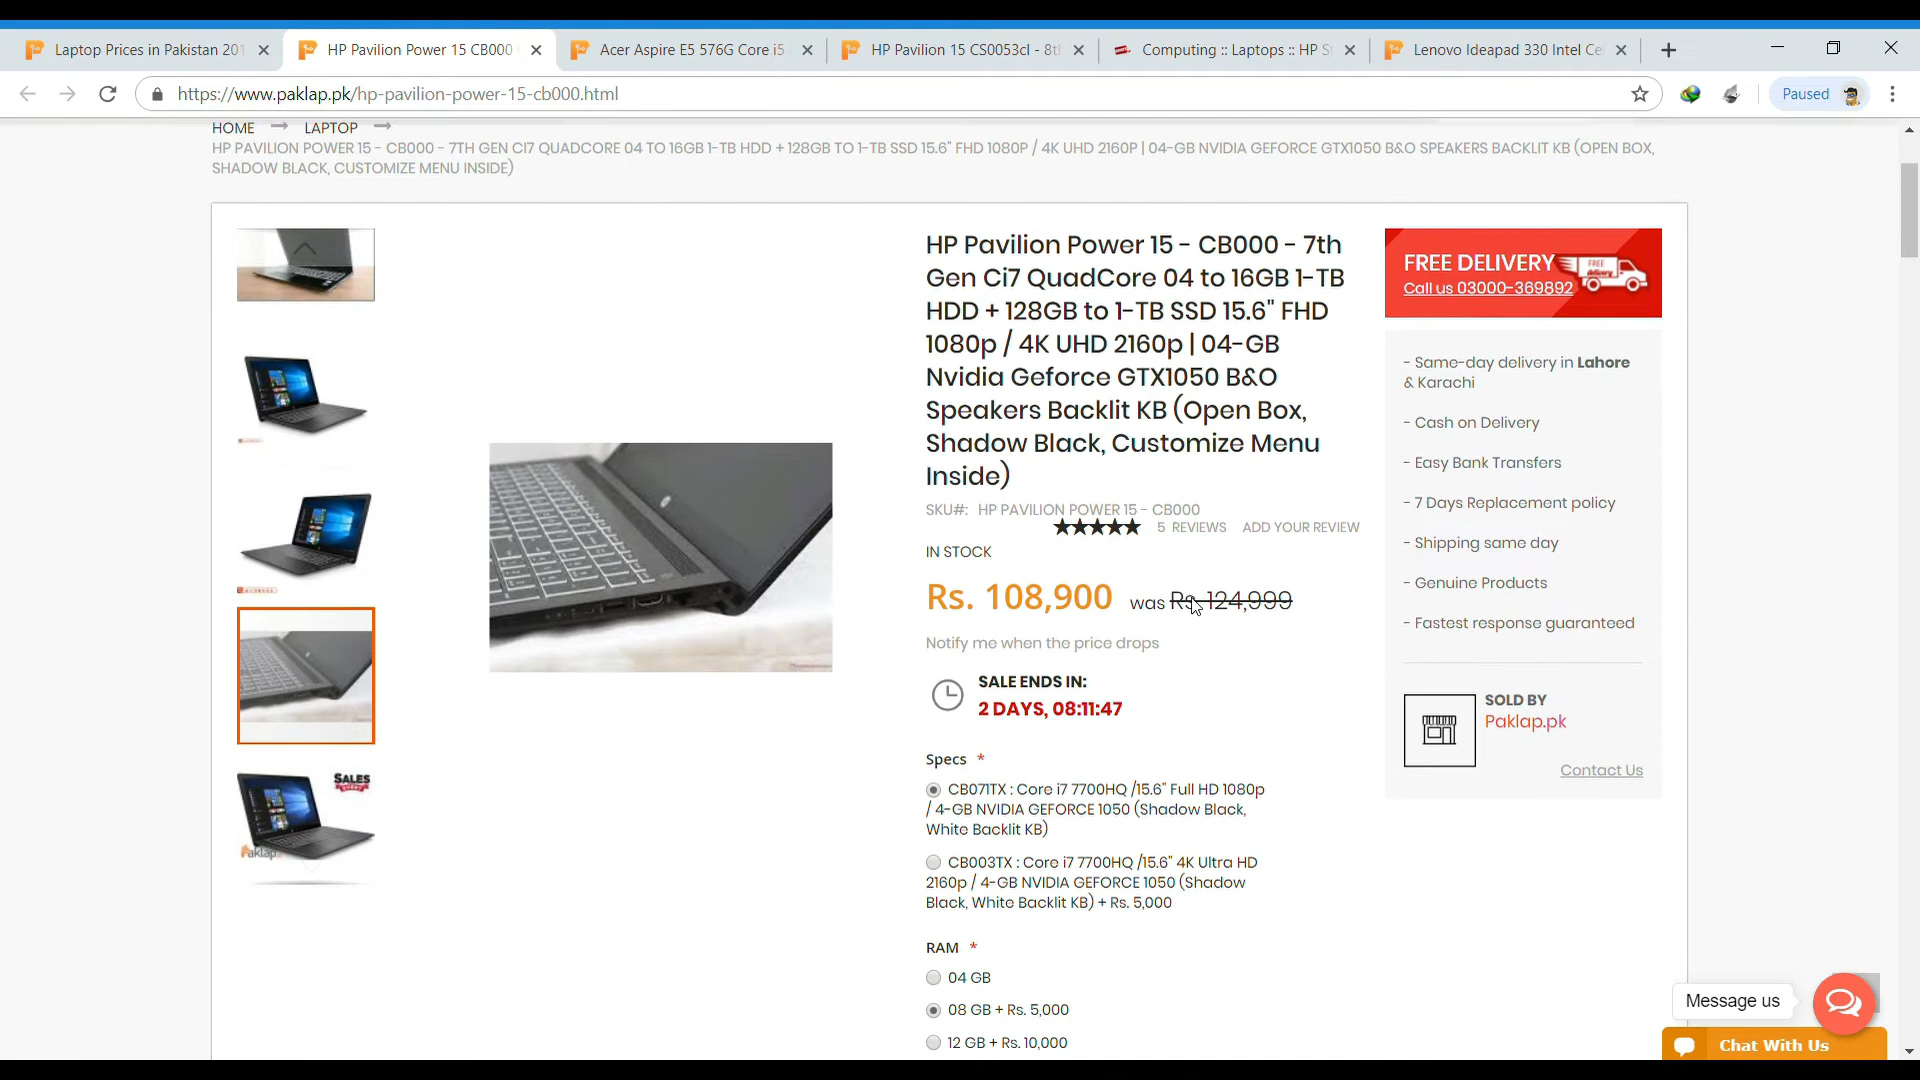 Laptop Prices in Pakistan 201
HP Pavilion Power 15 CB000
Acer Aspire E5 576G Core i5
HP Pavilion 15 CS0053cl - 8th
Computing :: Laptops :: HP St
Lenovo Ideapad 330 Intel Cel
https://www.paklap.pk/hp-pavilion-power-15-cb000.html
Paused
HOME LAPTOP
HP PAVILION POWER 15 - CB000 - 7TH GEN CI7 QUADCORE 04 TO 16GB 1-TB HDD + 128GB TO 1-TB SSD 15.6" FHD 1080P / 4K UHD 2160P | 04-GB NVIDIA GEFORCE GTX1050 B&O SPEAKERS BACKLIT KB (OPEN BOX,
SHADOW BLACK, CUSTOMIZE MENU INSIDE)
HP Pavilion Power 15 - CB000 - 7th
Gen Ci7 QuadCore 04 to 16GB 1-TB
HDD + 128GB to 1-TB SSD 15.6" FHD
1080p / 4K UHD 2160p | 04-GB
Nvidia Geforce GTX1050 B&O
Speakers Backlit KB (Open Box,
Shadow Black, Customize Menu
Inside)
SKU#: HP PAVILION POWER 15 - CB000
5 REVIEWS ADD YOUR REVIEW
IN STOCK
Rs. 108,900 was Rs. 124,999
Notify me when the price drops
SALE ENDS IN:
2 DAYS, 08:11:47
Specs *
CB071TX : Core i7 7700HQ /15.6" Full HD 1080p
/ 4-GB NVIDIA GEFORCE 1050 (Shadow Black,
White Backlit KB)
CB003TX : Core i7 7700HQ /15.6" 4K Ultra HD
2160p / 4-GB NVIDIA GEFORCE 1050 (Shadow
Black, White Backlit KB) + Rs. 5,000
RAM *
04 GB
08 GB + Rs. 5,000
12 GB + Rs. 10,000
SALES
Paklap
FREE DELIVERY
Call us 03000-369892
FREE
delivery
- Same-day delivery in Lahore
& Karachi
- Cash on Delivery
- Easy Bank Transfers
- 7 Days Replacement policy
- Shipping same day
- Genuine Products
- Fastest response guaranteed
SOLD BY
Paklap.pk
Contact Us
Message us
Chat With Us